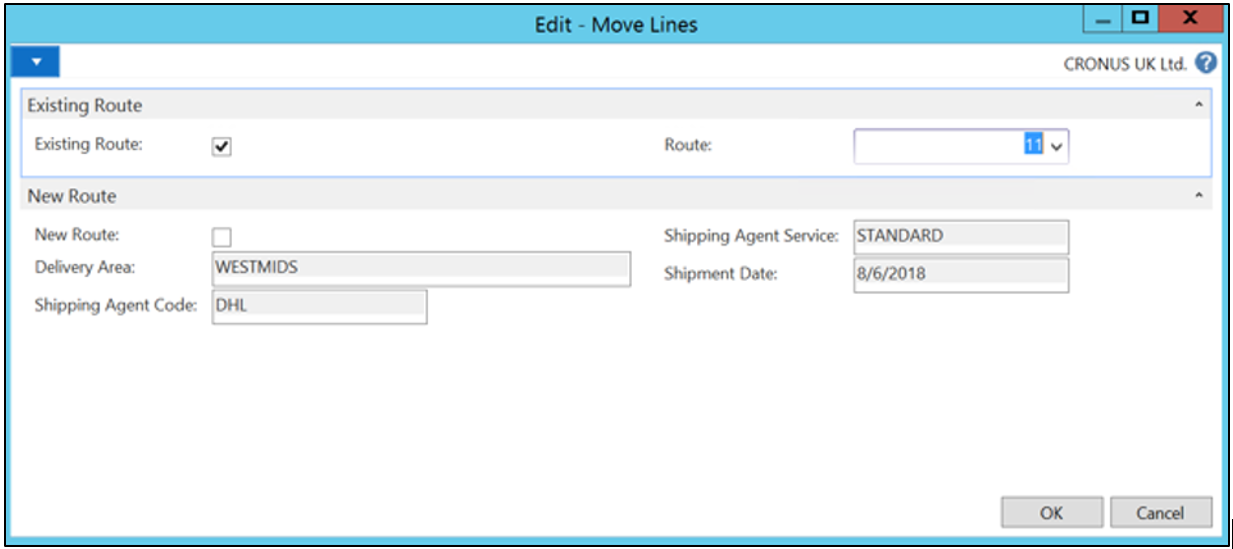 Edit - Move Lines
CRONUS UK Ltd. ?
Existing Route
Existing Route: Route: 11
New Route
New Route: Shipping Agent Service: STANDARD
Delivery Area: WESTMIDS Shipment Date: 8/6/2018
Shipping Agent Code: DHL
OK Cancel